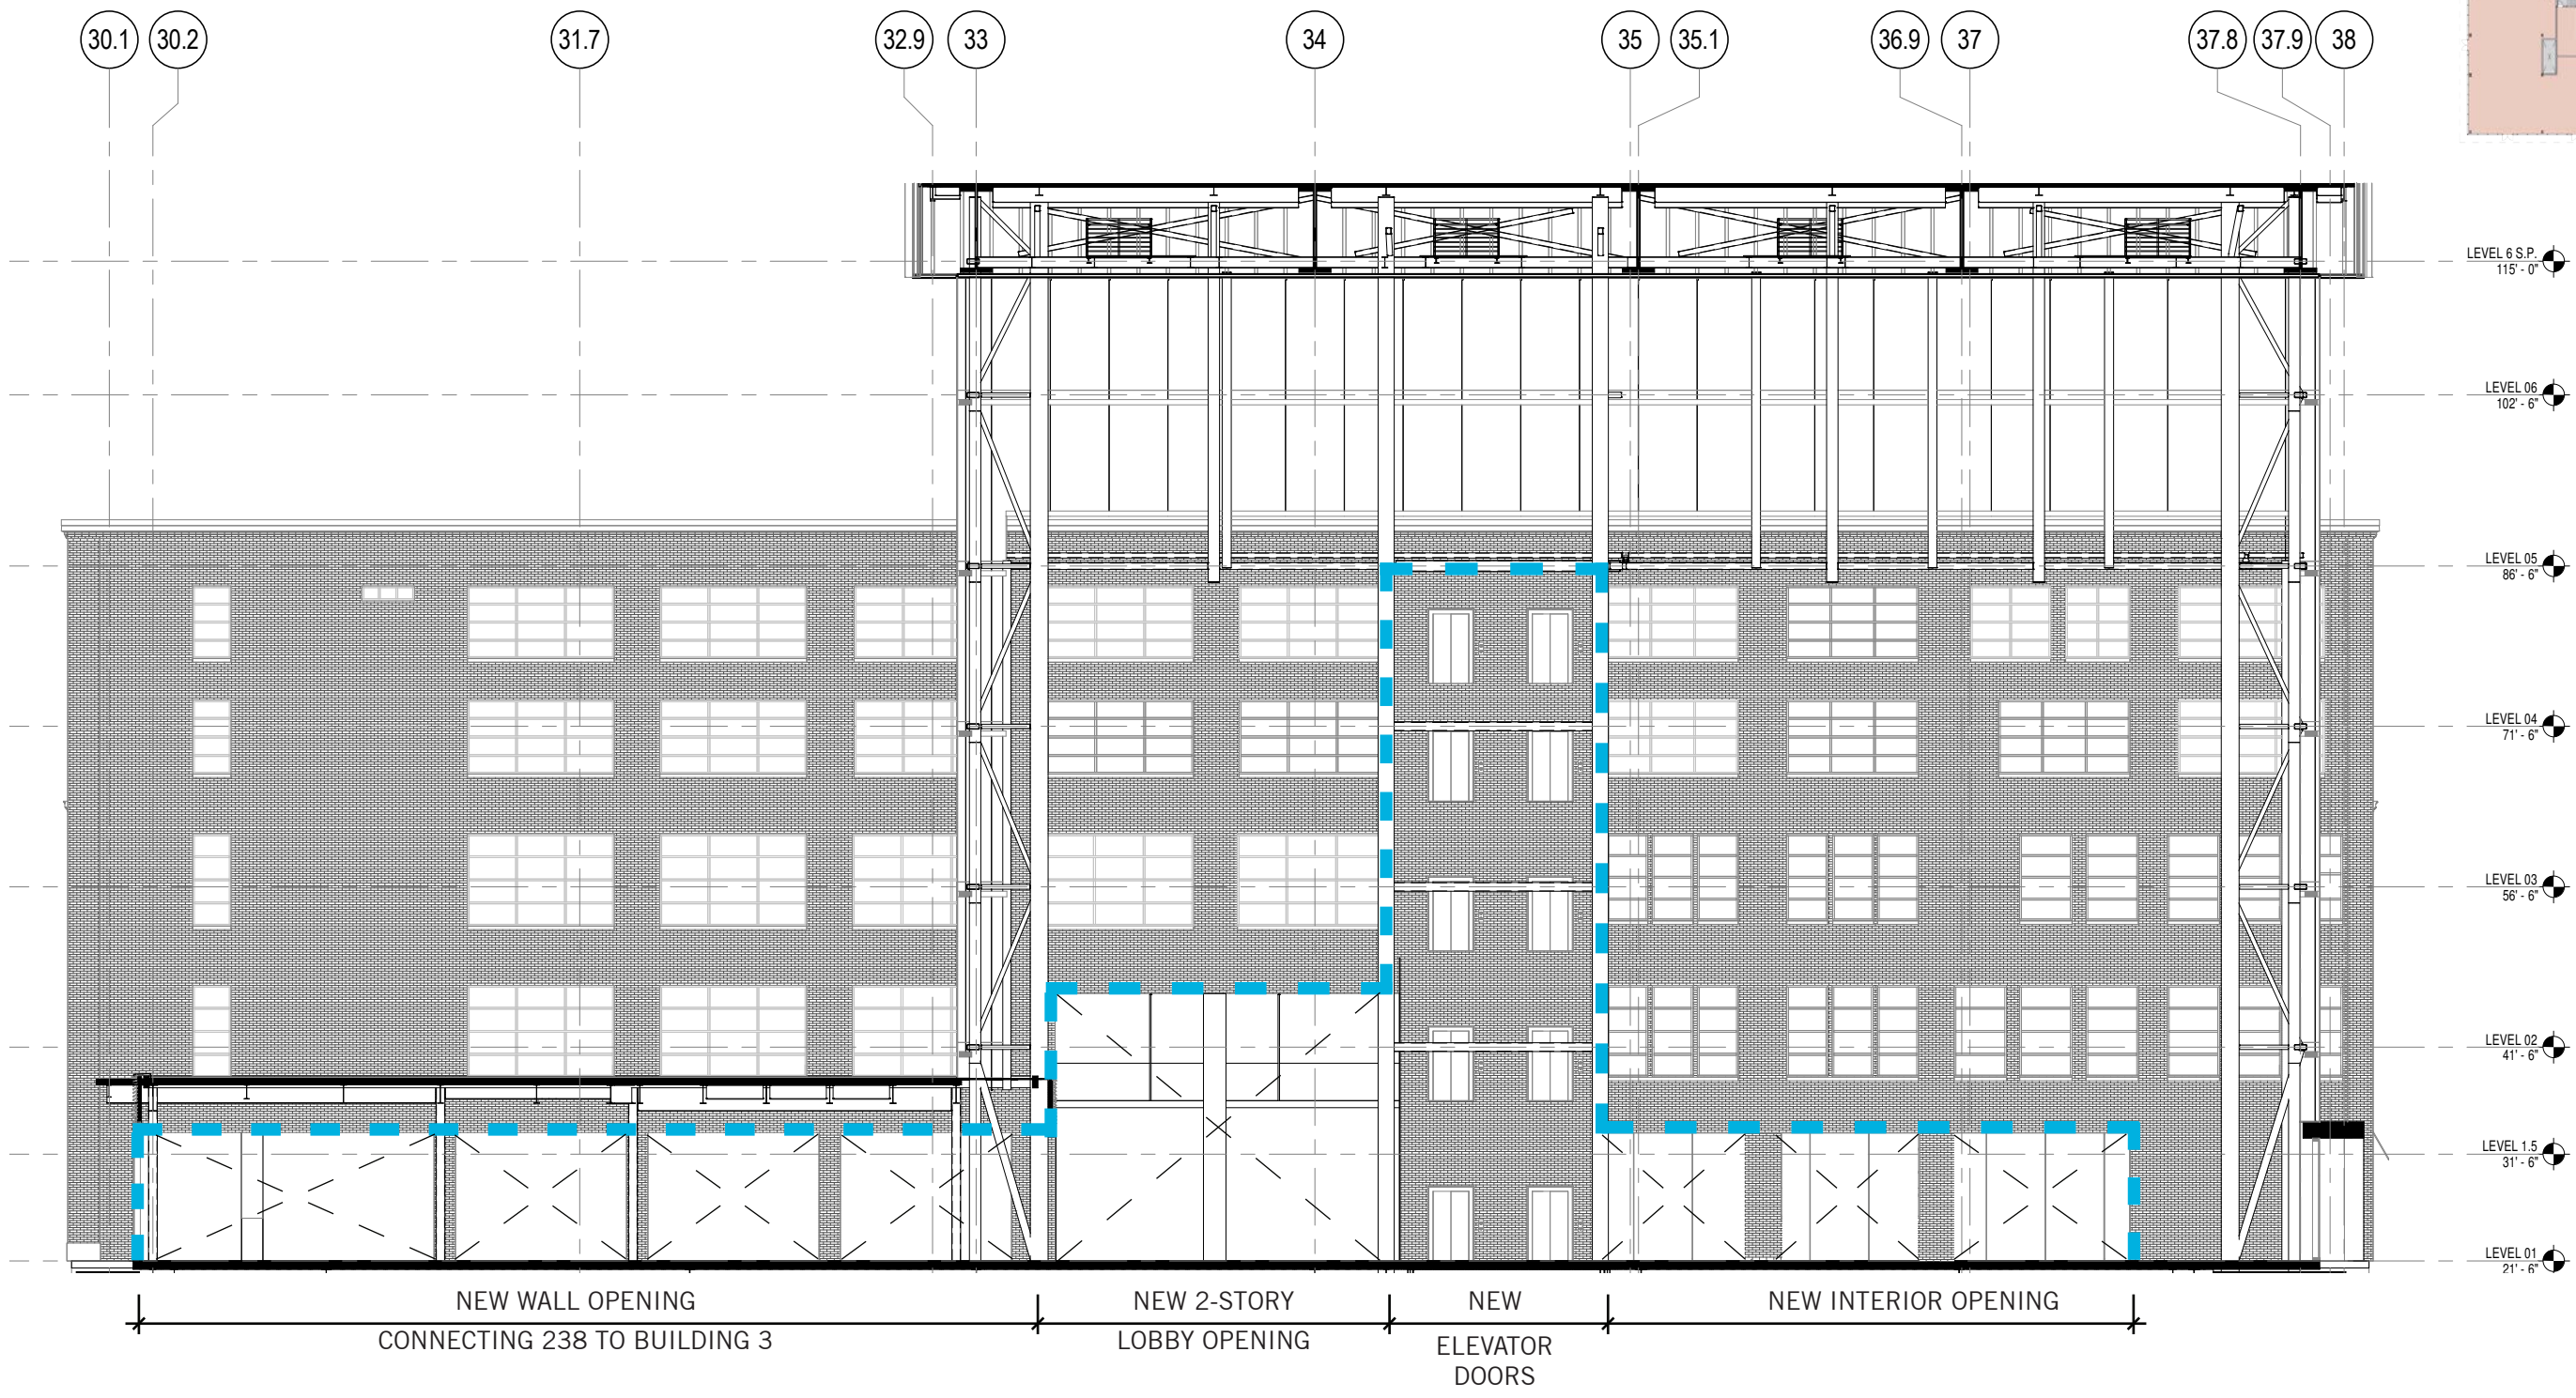 30.1
30.2
31.7
32.9
33
34
35
35.1
36.9
37
37.8
37.9
38
LEVEL 6 S.P.
115' - 0"
LEVEL 06
102' - 6"
LEVEL 05
86' - 6"
LEVEL 04
71' - 6"
LEVEL 03
56' - 6"
LEVEL 02
41' - 6"
LEVEL 1.5
31' - 6"
LEVEL 01
21' - 6"
NEW WALL OPENING
CONNECTING 238 TO BUILDING 3
NEW 2-STORY
LOBBY OPENING
NEW
ELEVATOR
DOORS
NEW INTERIOR OPENING